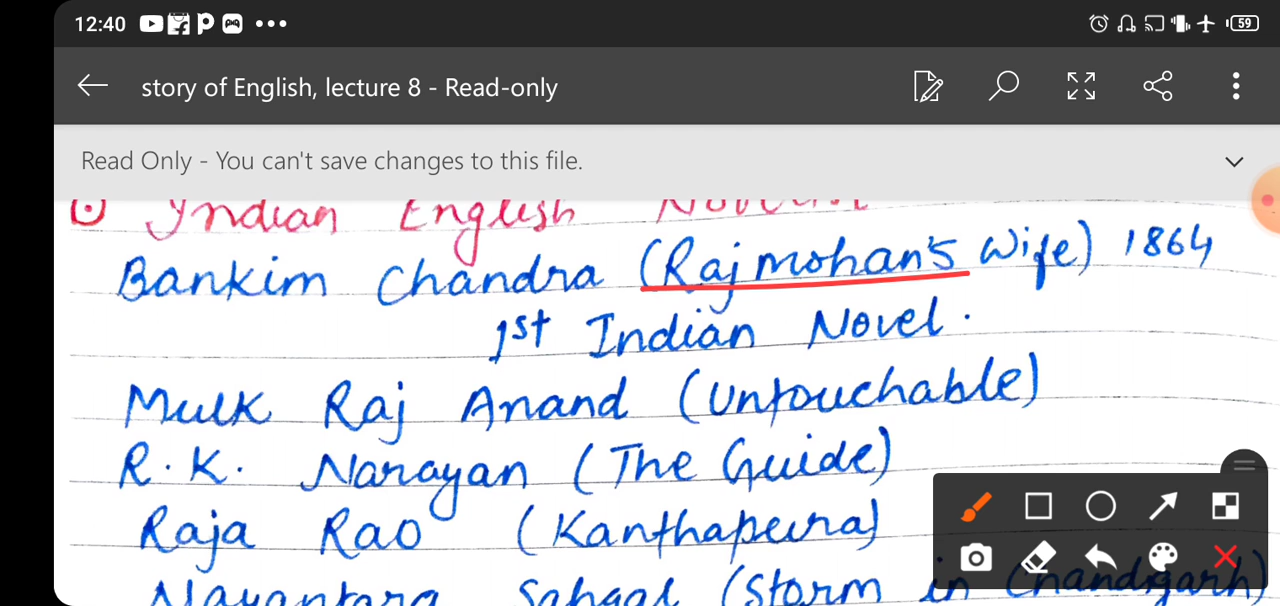 12:40
59
story of English, lecture 8 - Read-only
Read Only - You can't save changes to this file.
Indian English Novelist
Bankim Chandra (Rajmohan's Wife) 1864
1st Indian Novel.
Mulk Raj Anand (Untouchable)
R.K. Narayan (The Guide)
Raja Rao (Kanthapura)
Nayantara Sahgal (Storm in Chandigarh)